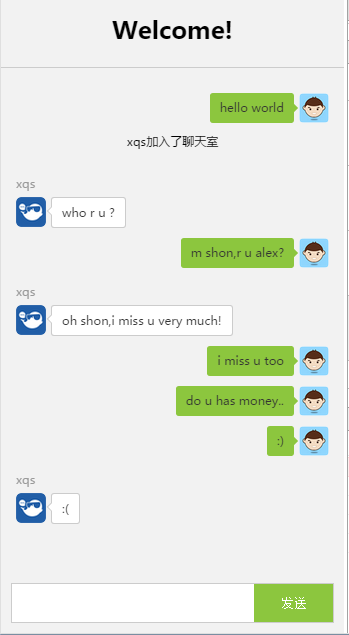 Welcome!
hello world
xqs加入了聊天室
xqs
who r u ?
m shon,r u alex?
xqs
oh shon,i miss u very much!
i miss u too
do u has money..
:)
xqs
:(
发送